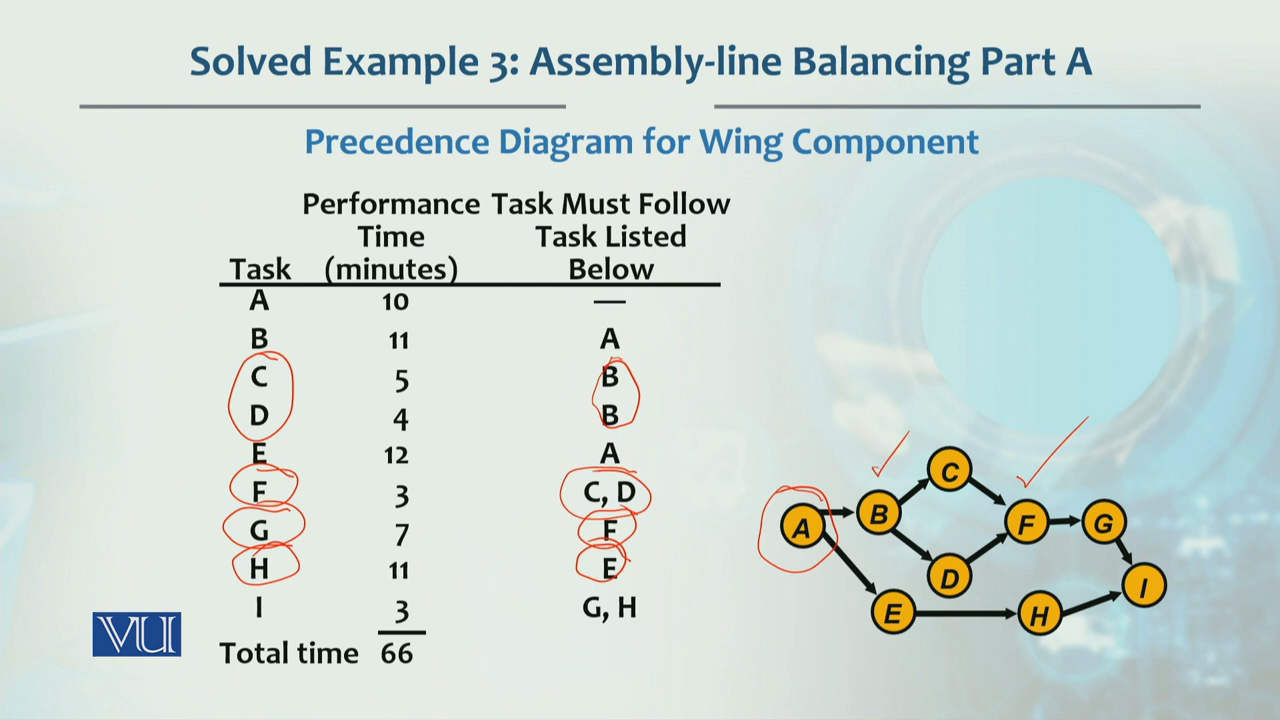 Solved Example 3: Assembly-line Balancing Part A
Precedence Diagram for Wing Component
Performance Task Must Follow
Time Task Listed
Task (minutes) Below
A 10 —
B 11 A
C 5 B
D 4 B
E 12 A
F 3 C, D
G 7 F
H 11 E
I 3 G, H
Total time 66
VU
C
A B F G
D
E H I